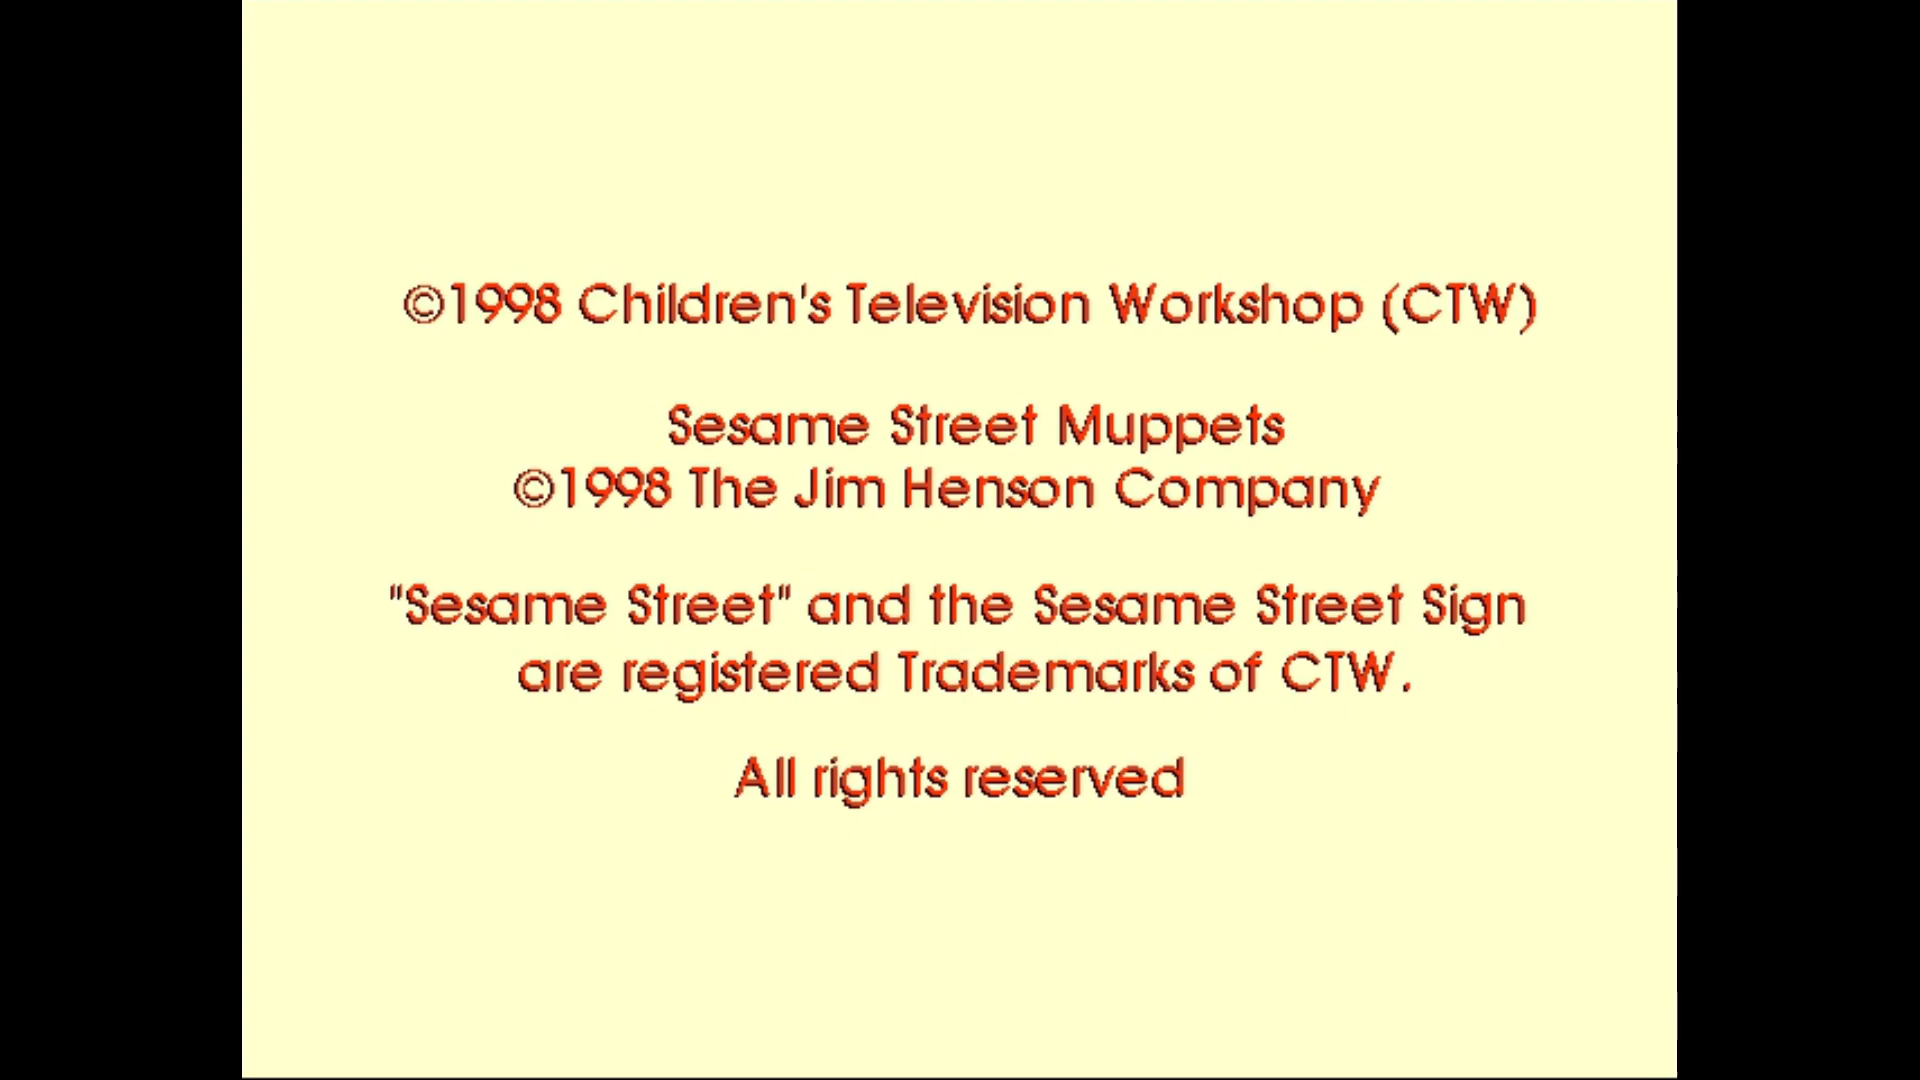 ©1998 Children's Television Workshop (CTW)
Sesame Street Muppets
©1998 The Jim Henson Company
"Sesame Street" and the Sesame Street Sign
are registered Trademarks of CTW.
All rights reserved